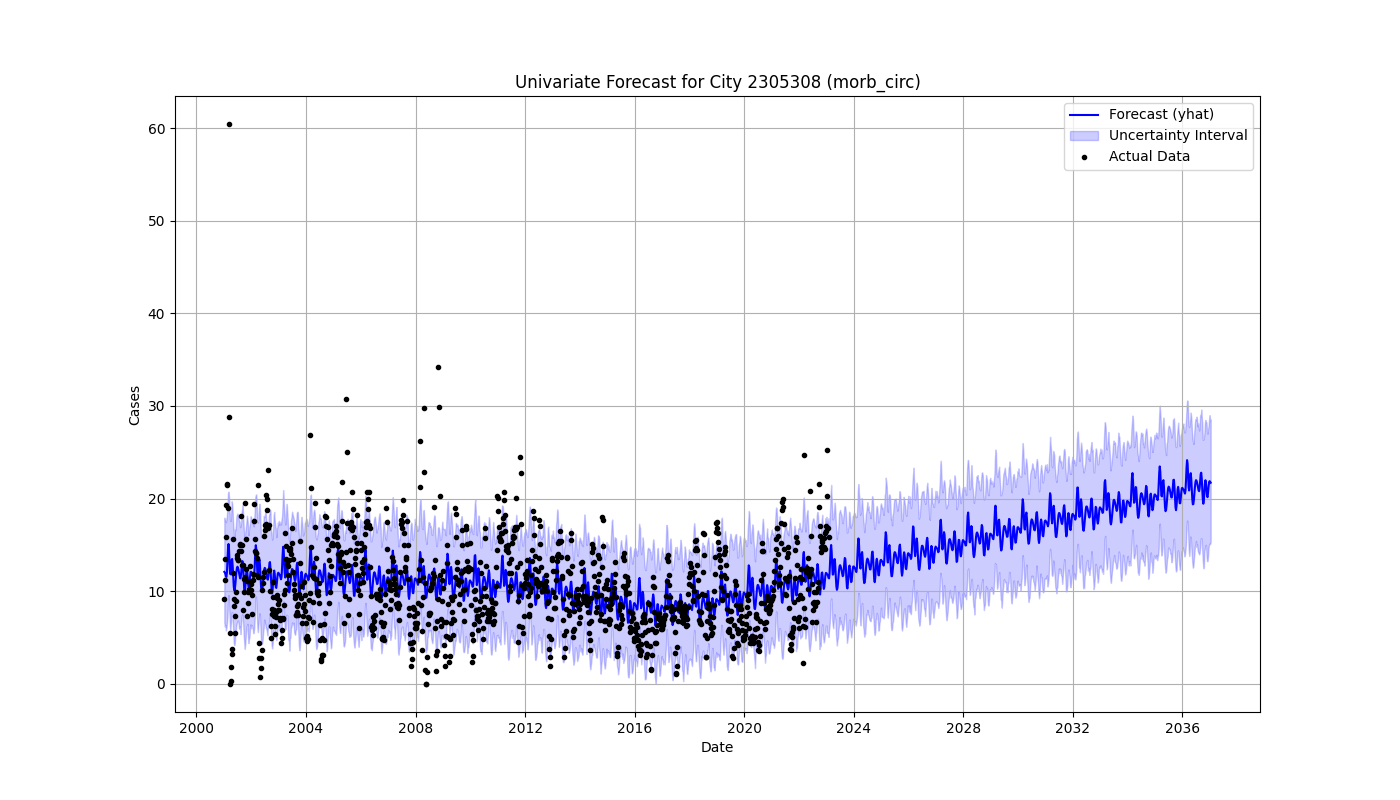 Univariate Forecast for City 2305308 (morb_circ)
Forecast (yhat)
Uncertainty Interval
Actual Data
Cases
60
50
40
30
20
10
0
2000 2004 2008 2012 2016 2020 2024 2028 2032 2036
Date